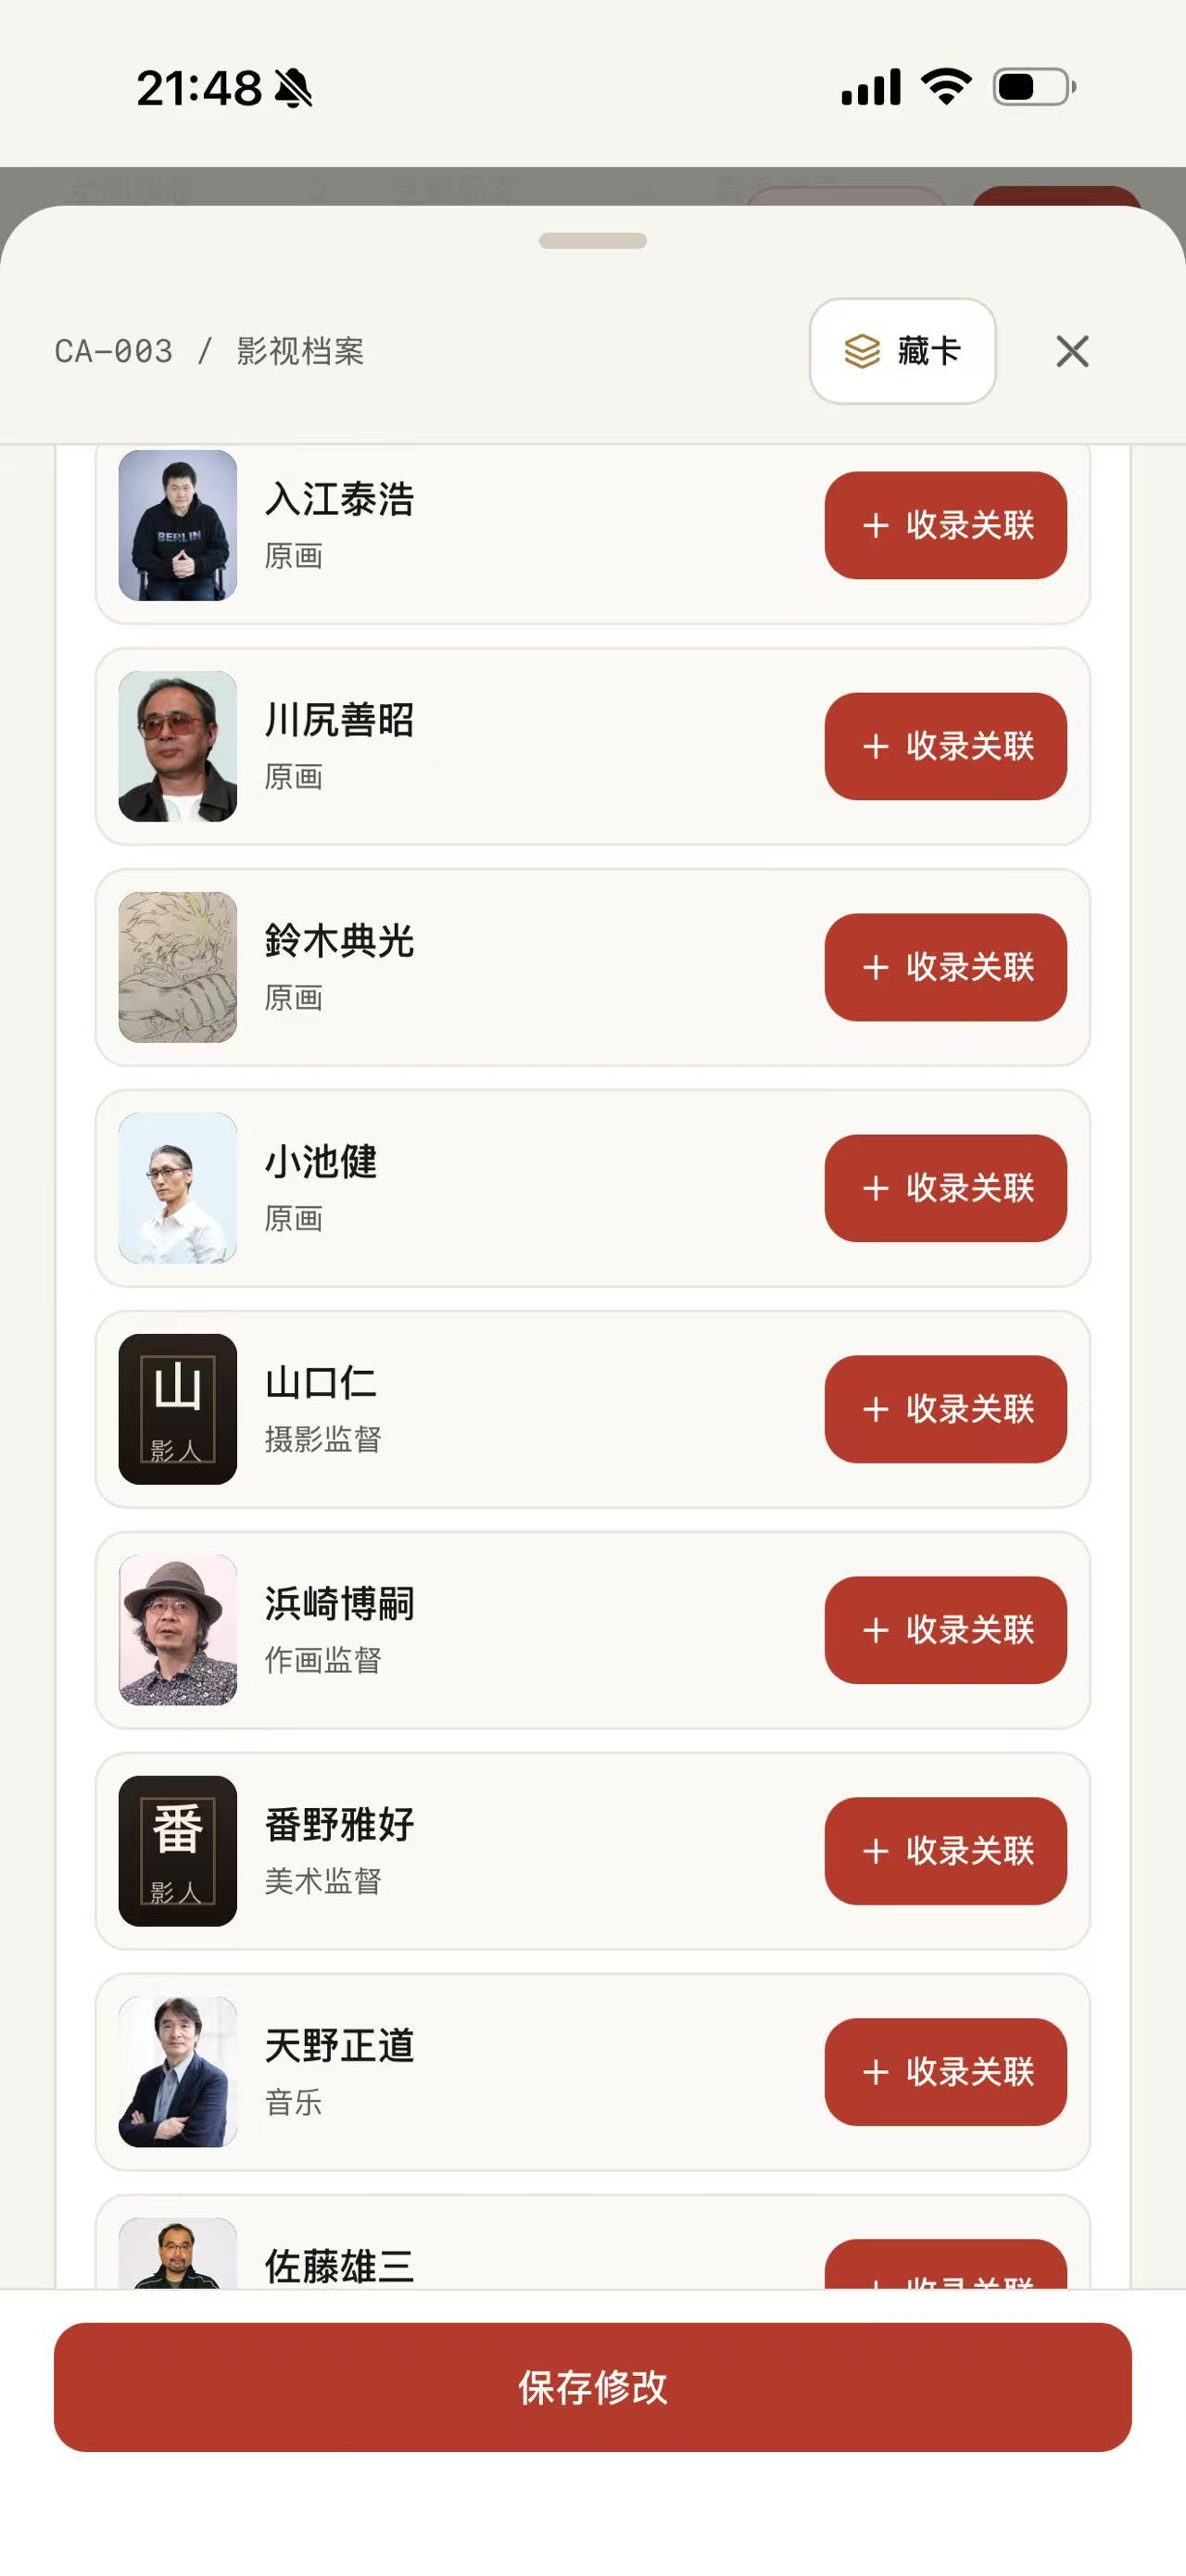 21:48
CA-003 / 影视档案
藏卡
BERLIN
入江泰浩
原画
+ 收录关联
川尻善昭
原画
+ 收录关联
鈴木典光
原画
+ 收录关联
小池健
原画
+ 收录关联
山
影人
山口仁
摄影监督
+ 收录关联
浜崎博嗣
作画监督
+ 收录关联
番
影人
番野雅好
美术监督
+ 收录关联
天野正道
音乐
+ 收录关联
佐藤雄三
+ 收录关联
保存修改